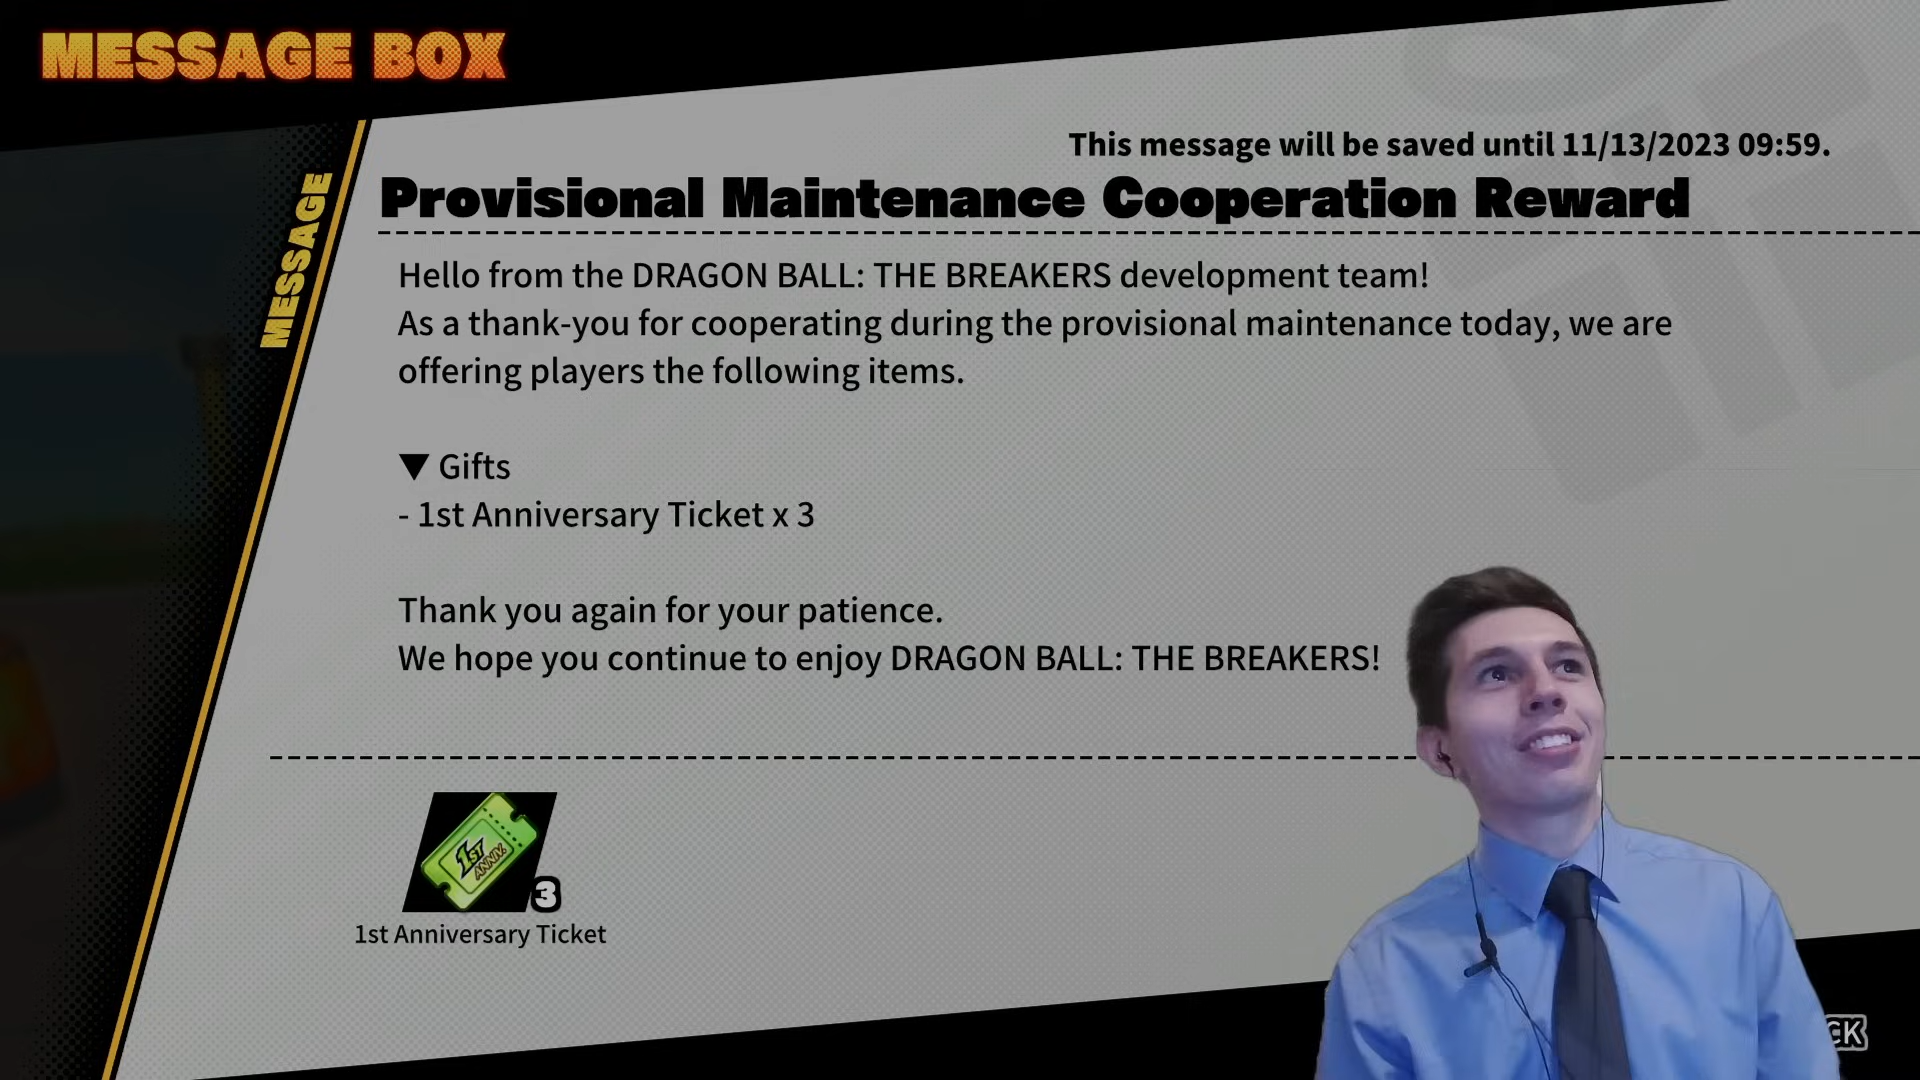 MESSAGE BOX
MESSAGE
This message will be saved until 11/13/2023 09:59.
Provisional Maintenance Cooperation Reward
Hello from the DRAGON BALL: THE BREAKERS development team!
As a thank-you for cooperating during the provisional maintenance today, we are
offering players the following items.
▼ Gifts
- 1st Anniversary Ticket x 3
Thank you again for your patience.
We hope you continue to enjoy DRAGON BALL: THE BREAKERS!
1ST
ANNIV.
3
1st Anniversary Ticket